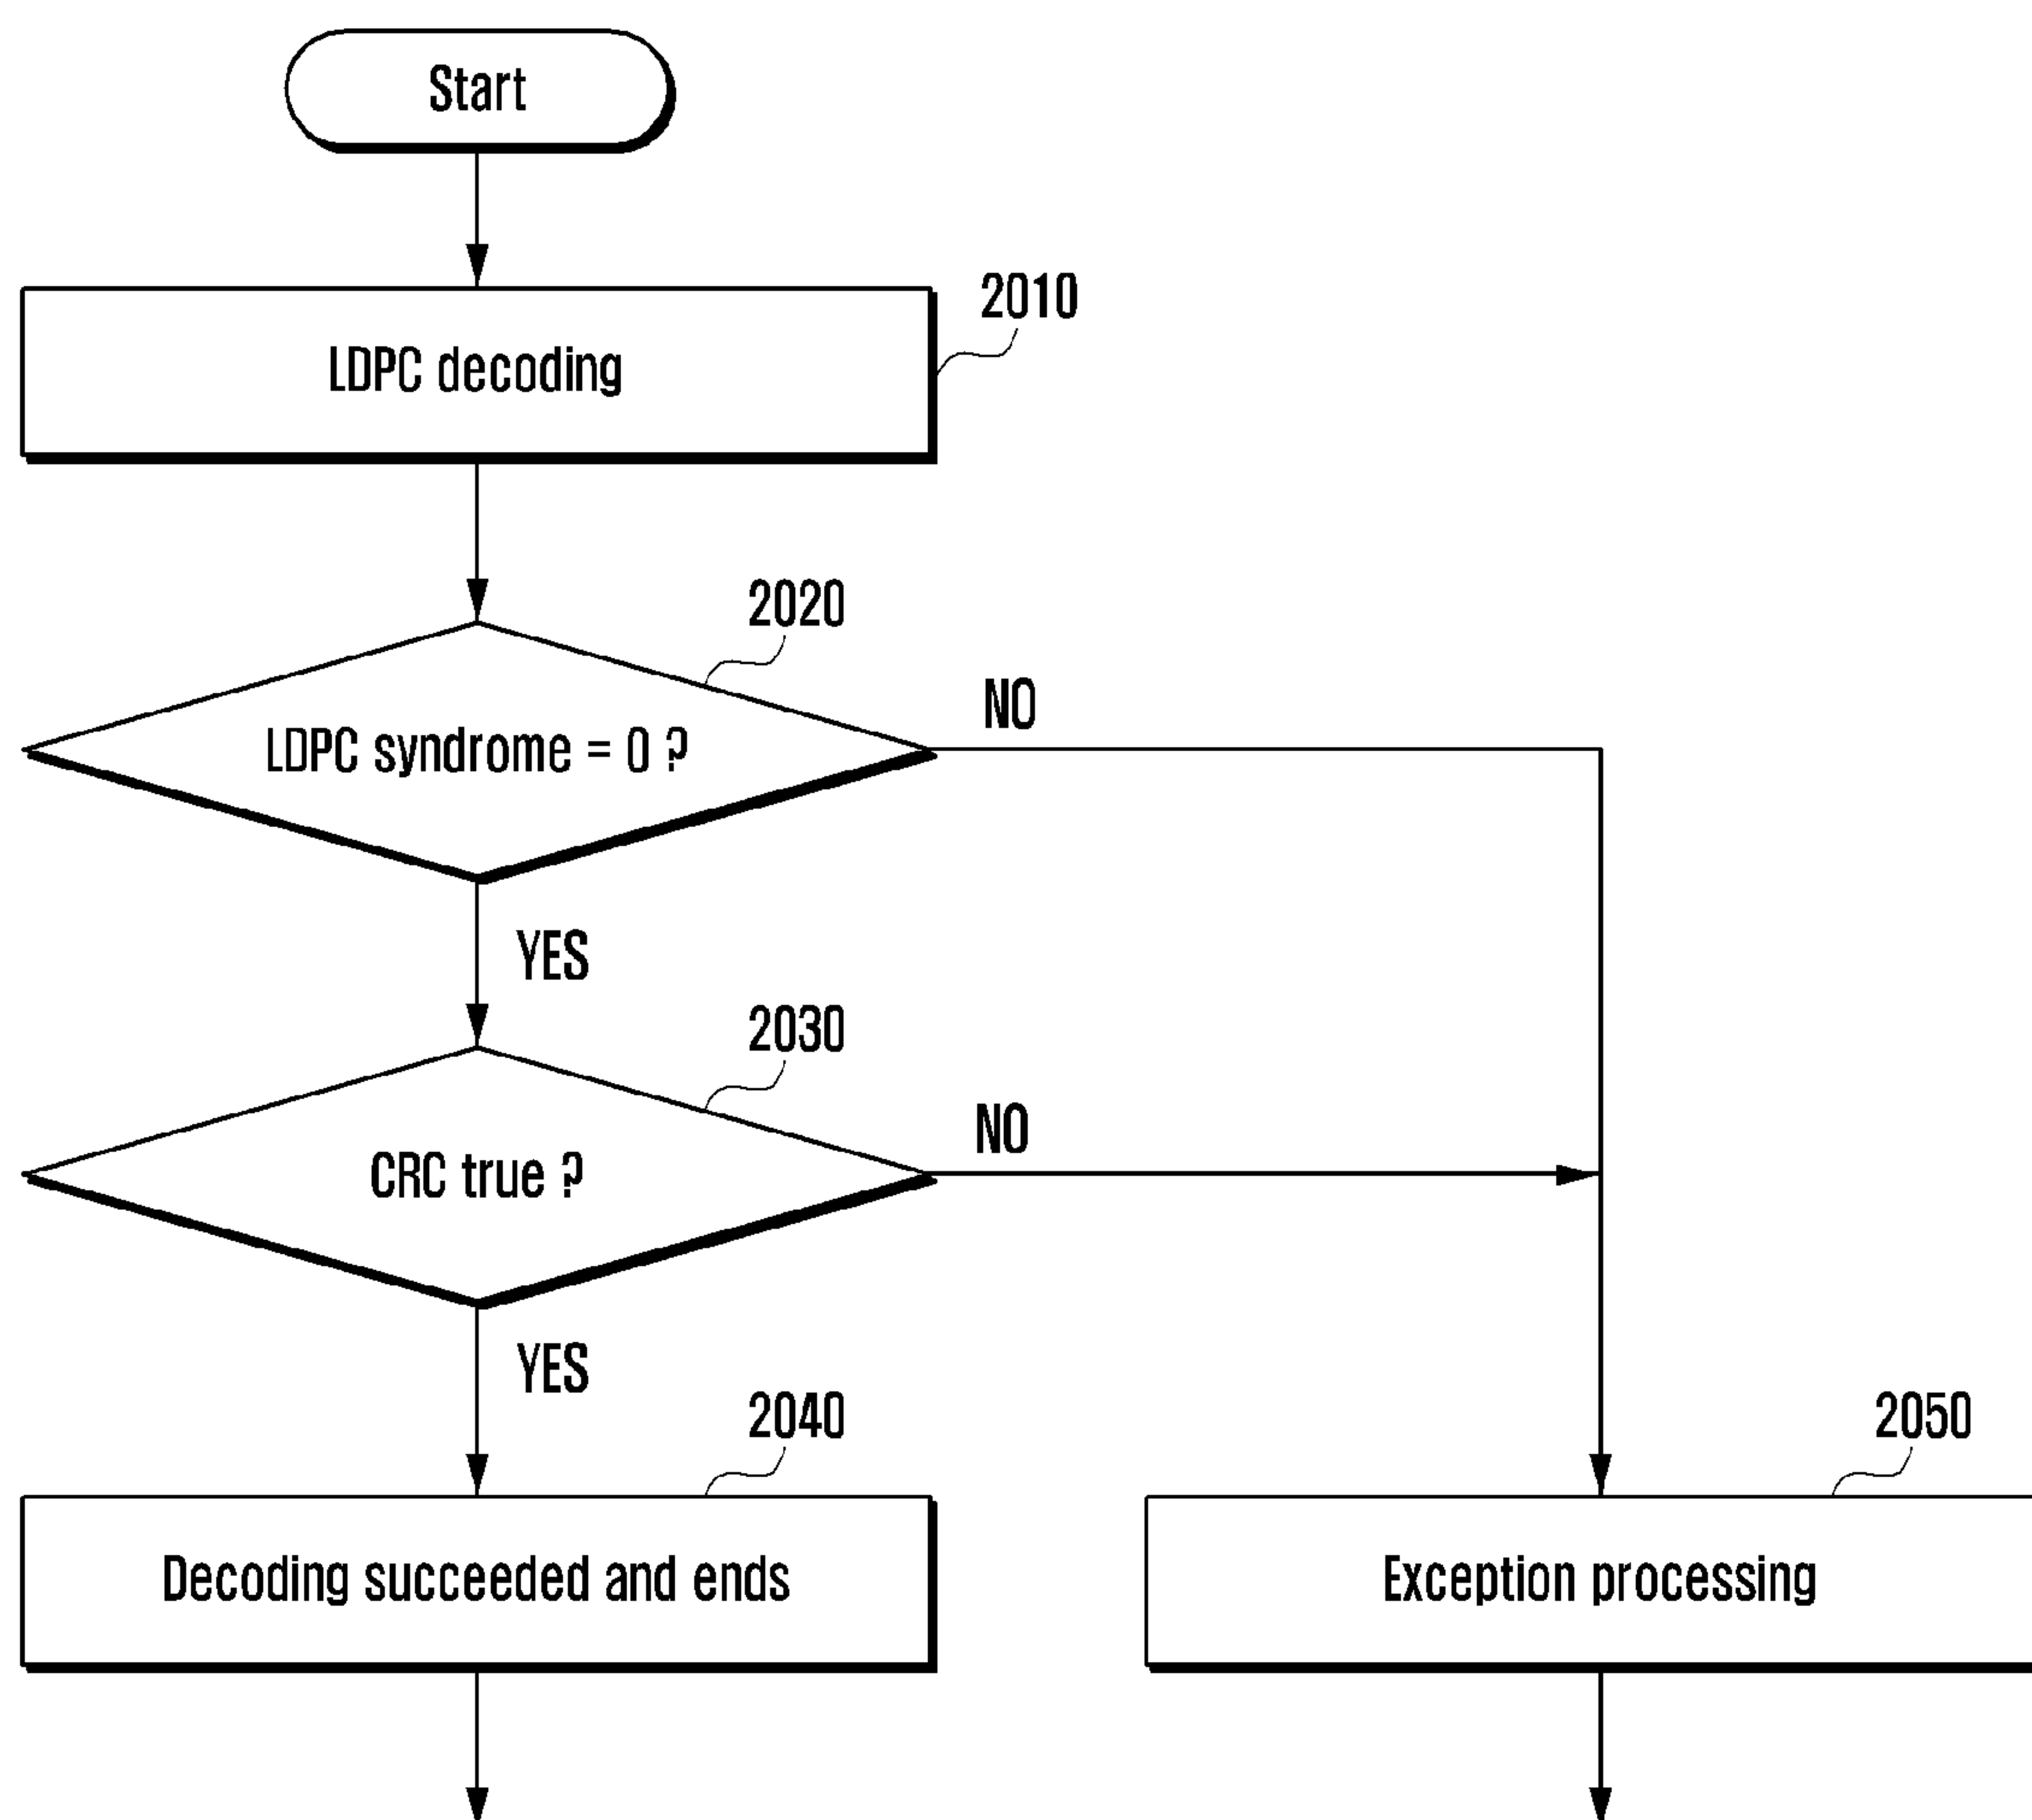 Start
2010
LDPC decoding
2020
NO
LDPC syndrome = 0 ?
YES
2030
NO
CRC true ?
YES
2040
2050
Decoding succeeded and ends
Exception processing